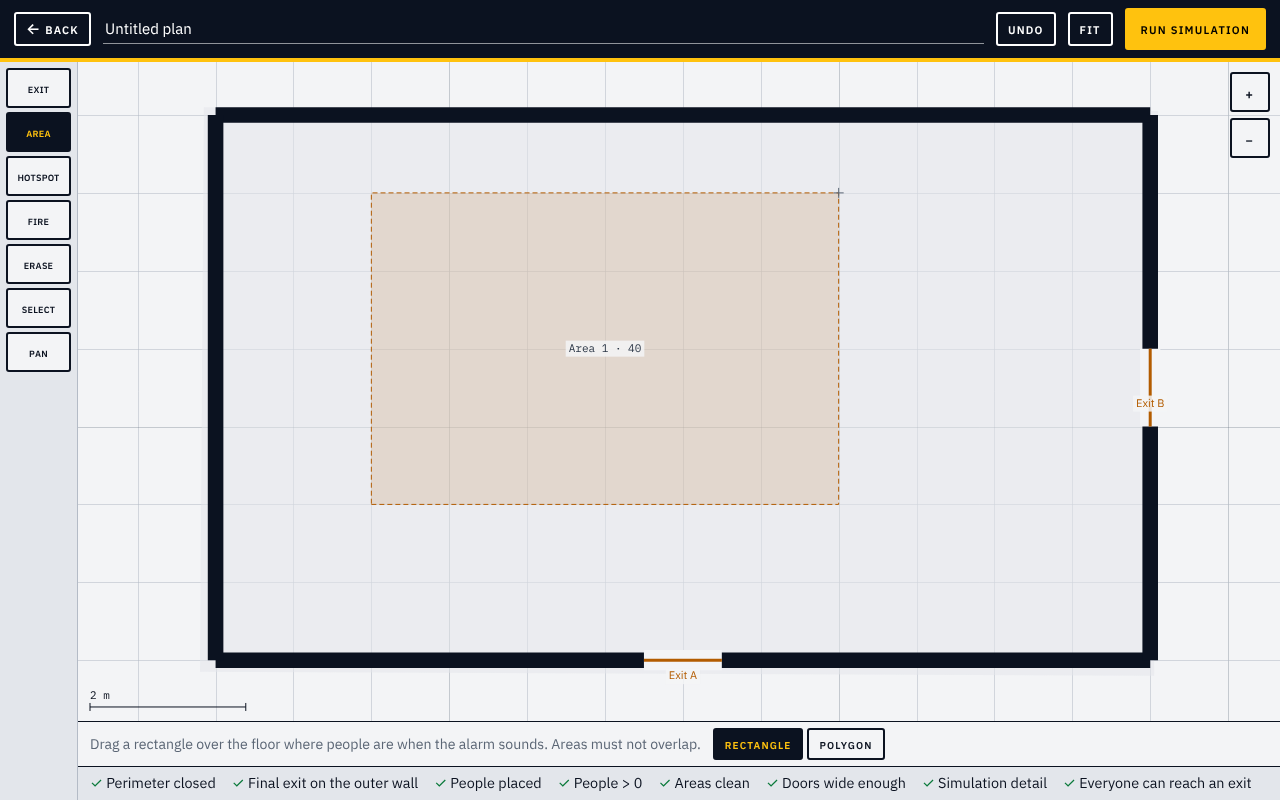 ← BACK
Untitled plan
UNDO
FIT
RUN SIMULATION
EXIT
AREA
HOTSPOT
FIRE
ERASE
SELECT
PAN
+
−
Area 1 · 40
Exit B
Exit A
2 m
Drag a rectangle over the floor where people are when the alarm sounds. Areas must not overlap.
RECTANGLE
POLYGON
✓ Perimeter closed ✓ Final exit on the outer wall ✓ People placed ✓ People > 0 ✓ Areas clean ✓ Doors wide enough ✓ Simulation detail ✓ Everyone can reach an exit